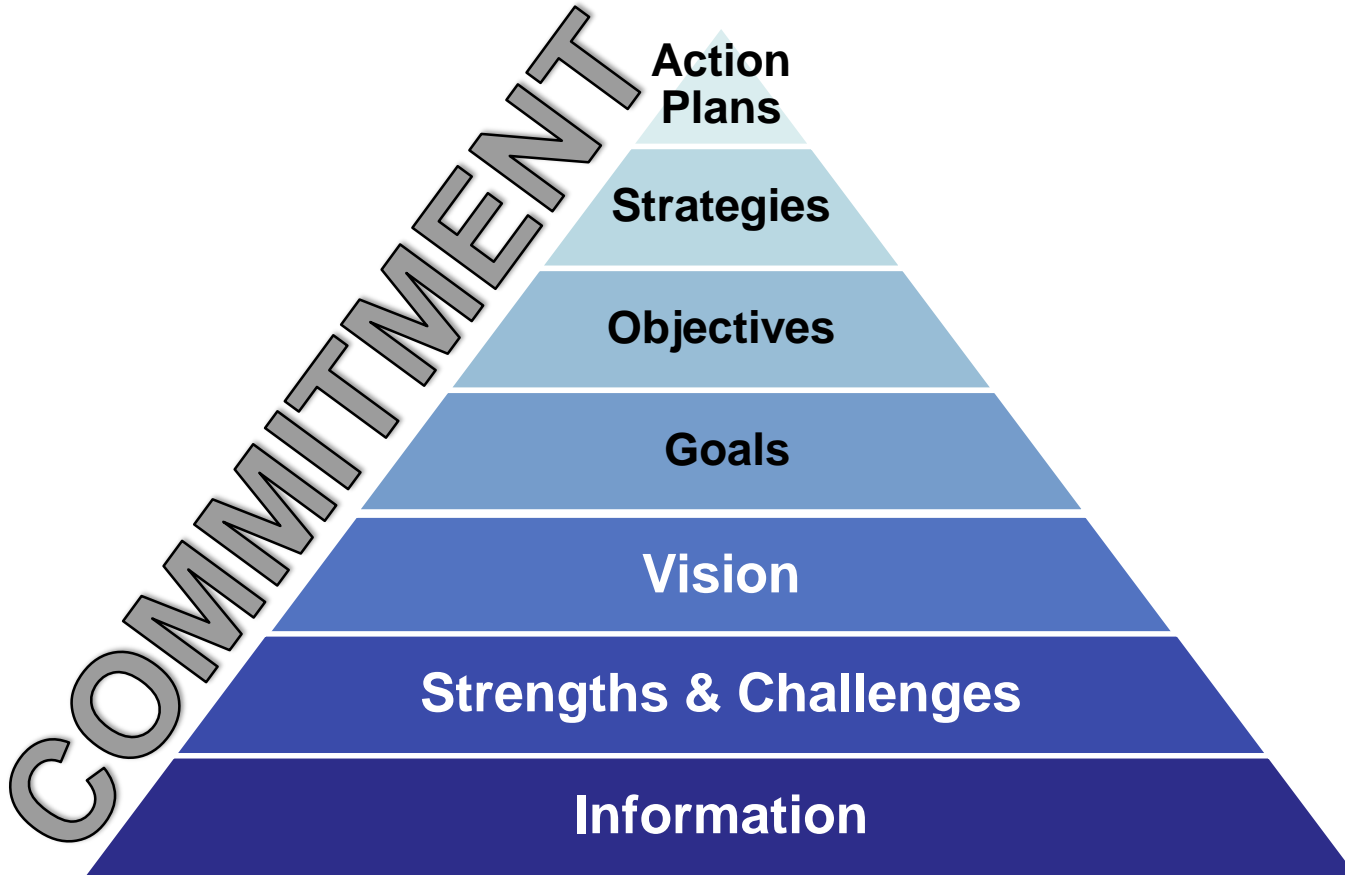 COMMITMENT
Action
Plans
Strategies
Objectives
Goals
Vision
Strengths & Challenges
Information